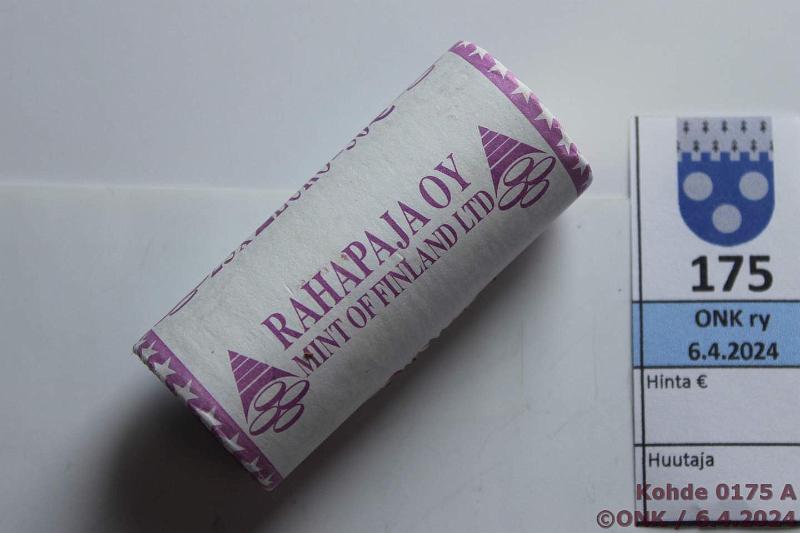 RAHAPAJA OY
MINT OF FINLAND LTD
175
ONK ry
6.4.2024
Hinta €
Huutaja
Kohde 0175 A
©ONK / 6.4.2024